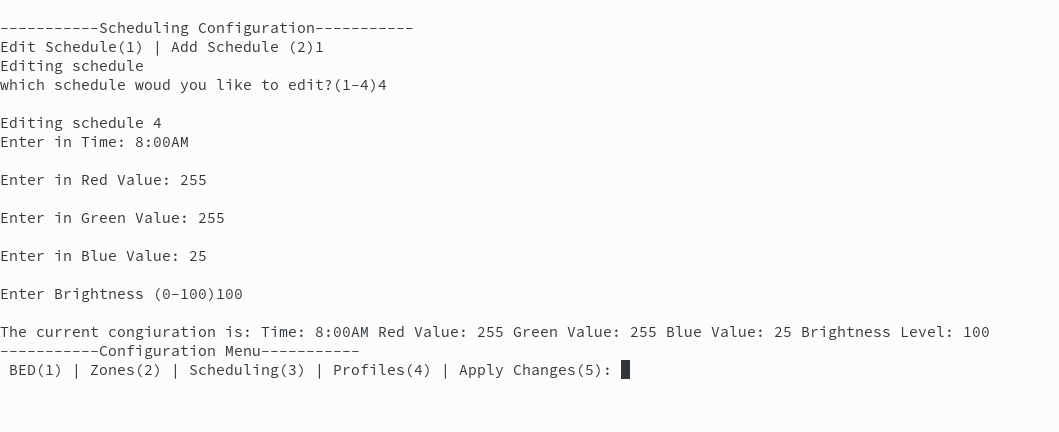 -----------Scheduling Configuration-----------
Edit Schedule(1) | Add Schedule (2)1
Editing schedule
which schedule woud you like to edit?(1-4)4
Editing schedule 4
Enter in Time: 8:00AM
Enter in Red Value: 255
Enter in Green Value: 255
Enter in Blue Value: 25
Enter Brightness (0-100)100
The current congiuration is: Time: 8:00AM Red Value: 255 Green Value: 255 Blue Value: 25 Brightness Level: 100
-----------Configuration Menu-----------
BED(1) | Zones(2) | Scheduling(3) | Profiles(4) | Apply Changes(5):